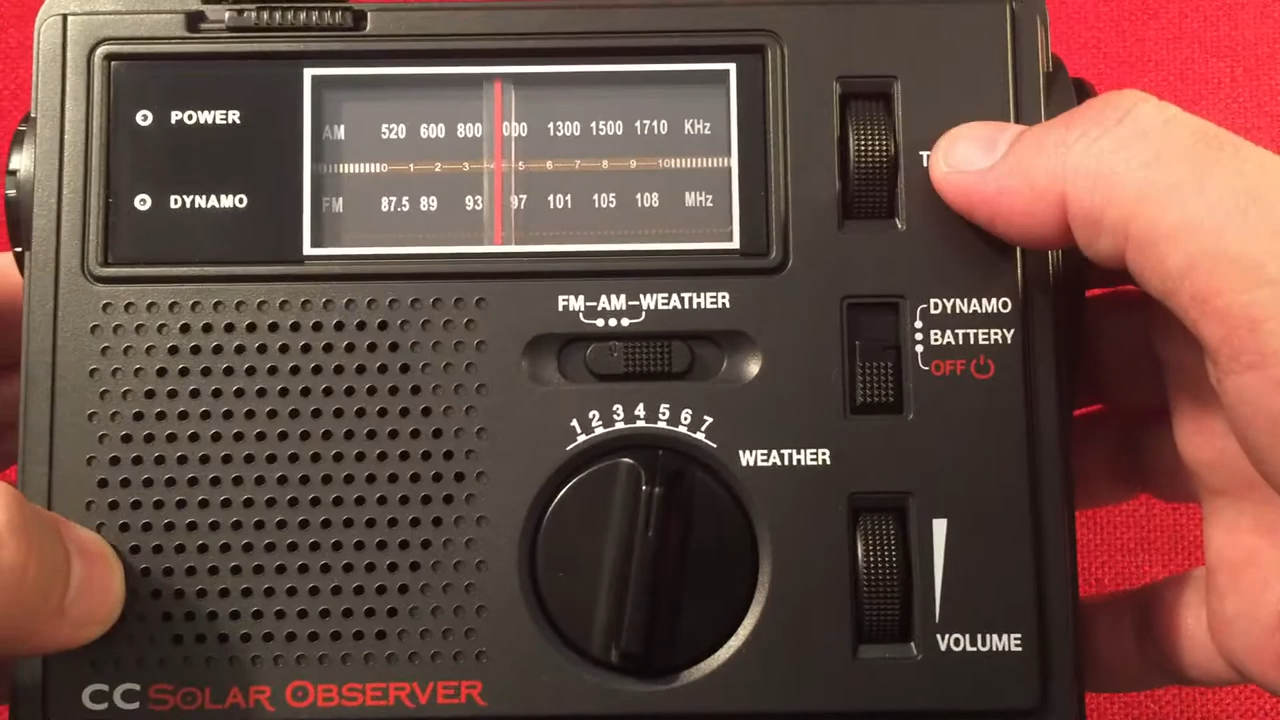 POWER
DYNAMO
AM 520 600 800 000 1300 1500 1710 KHz
0 1 2 3 4 5 6 7 8 9 10
FM 87.5 89 93 97 101 105 108 MHz
T
FM-AM-WEATHER
DYNAMO
BATTERY
OFF
1 2 3 4 5 6 7
WEATHER
VOLUME
CC SOLAR OBSERVER